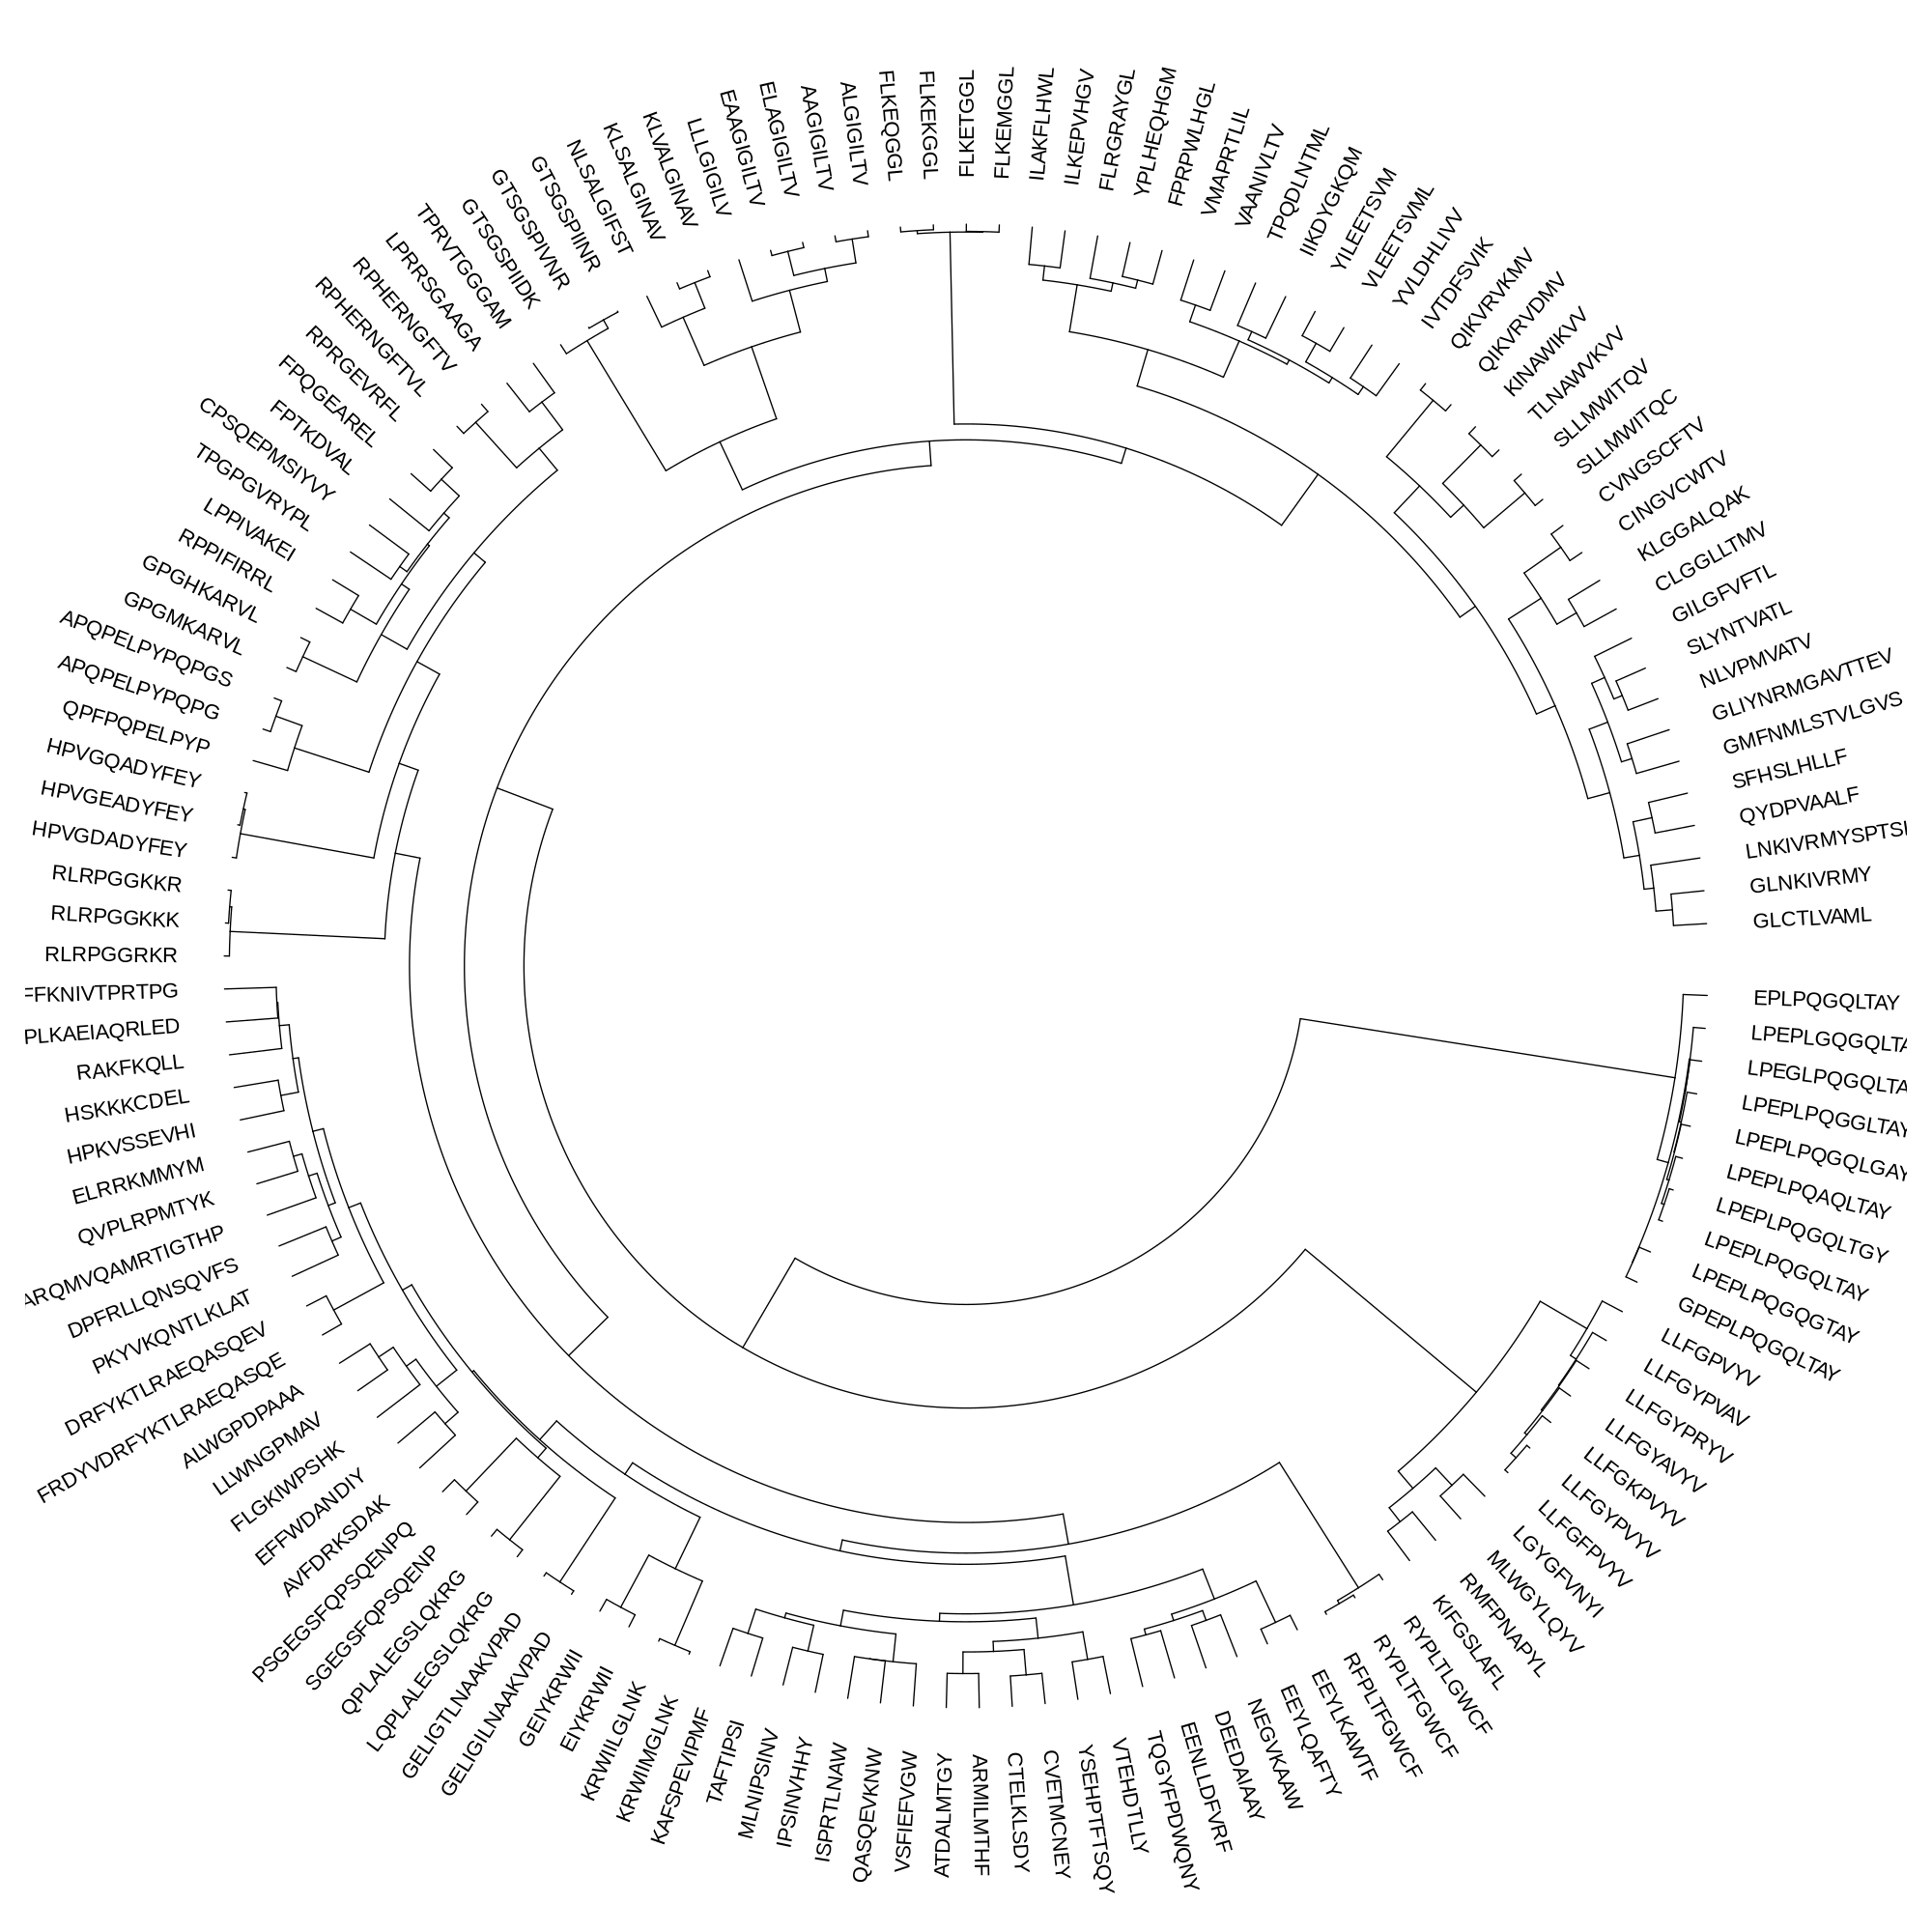 FLKETGGL
FLKEMGGL
ILAKFLHWL
ILKEPVHGV
FLRGRAYGL
YPLHEQHGM
FPRPWLHGL
VMAPRTLIL
VAANIVLTV
TPQDLNTML
IIKDYGKQM
YILEETSVM
VLEETSVML
YVLDHLIVV
IVTDFSVIK
QIKVRVKMV
QIKVRVDMV
KINAWIKVV
TLNAWVKVV
SLLMWITQV
SLLMWITQC
CVNGSCFTV
CINGVCWTV
KLGGALQAK
CLGGLLTMV
GILGFVFTL
SLYNTVATL
NLVPMVATV
GLIYNRMGAVTTEV
GMFNMLSTVLGVS
SFHSLHLLF
QYDPVAALF
LNKIVRMYSPTS
GLNKIVRMY
GLCTLVAML
EPLPQGQLTAY
LPEPLGQGQLTA
LPEGLPQGQLTA
LPEPLPQGGLTAY
LPEPLPQGQLGAY
LPEPLPQAQLTAY
LPEPLPQGQLTGY
LPEPLPQGQLTAY
LPEPLPQGQGTAY
GPEPLPQGQLTAY
LLFGPVYV
LLFGYPVAV
LLFGYPRYV
LLFGYAVYV
LLFGKPVYV
LLFGYPVYV
LLFGFPVYV
LGYGFVNYI
MLWGYLQYV
RMFPNAPYL
KIFGSLAFL
RYPLTLGWCF
RYPLTFGWCF
RFPLTFGWCF
EEYLKAWTF
EEYLQAFTY
NEGVKAAW
DEEDAIAAY
EENLLDFVRF
TQGYFPDWQNY
VTEHDTLLY
YSEHPTFTSQY
CVETMCNEY
CTELKLSDY
ARMILMTHF
ATDALMTGY
VSFIEFVGW
QASQEVKNW
ISPRTLNAW
IPSINVHHY
MLNIPSINV
TAFTIPSI
KAFSPEVIPMF
KRWIIMGLNK
KRWIILGLNK
EIYKRWII
GEIYKRWII
GELIGILNAAKVPAD
GELIGTLNAAKVPAD
LQPLALEGSLQKRG
QPLALEGSLQKRG
SGEGSFQPSQENP
PSGEGSFQPSQENPQ
AVFDRKSDAK
EFFWDANDIY
FLGKIWPSHK
LLWNGPMAV
ALWGPDPAAA
FRDYVDRFYKTLRAEQASQE
DRFYKTLRAEQASQEV
PKYVKQNTLKLAT
DPFRLLQNSQVFS
ARQMVQAMRTIGTHP
QVPLRPMTYK
ELRRKMMYM
HPKVSSEVHI
HSKKKCDEL
RAKFKQLL
PLKAEIAQRLED
FFKNIVTPRTPG
RLRPGGRKR
RLRPGGKKK
RLRPGGKKR
HPVGDADYFEY
HPVGEADYFEY
HPVGQADYFEY
QPFPQPELPYP
APQPELPYPQPG
APQPELPYPQPGS
GPGMKARVL
GPGHKARVL
RPPIFIRRL
LPPIVAKEI
TPGPGVRYPL
CPSQEPMSIYVY
FPTKDVAL
FPQGEAREL
RPRGEVRFL
RPHERNGFTVL
RPHERNGFTV
LPRRSGAAGA
TPRVTGGGAM
GTSGSPIIDK
GTSGSPIVNR
GTSGSPIINR
NLSALGIFST
KLSALGINAV
KLVALGINAV
LLLGIGILV
EAAGIGILTV
ELAGIGILTV
AAGIGILTV
ALGIGILTV
FLKEQGGL
FLKEKGGL